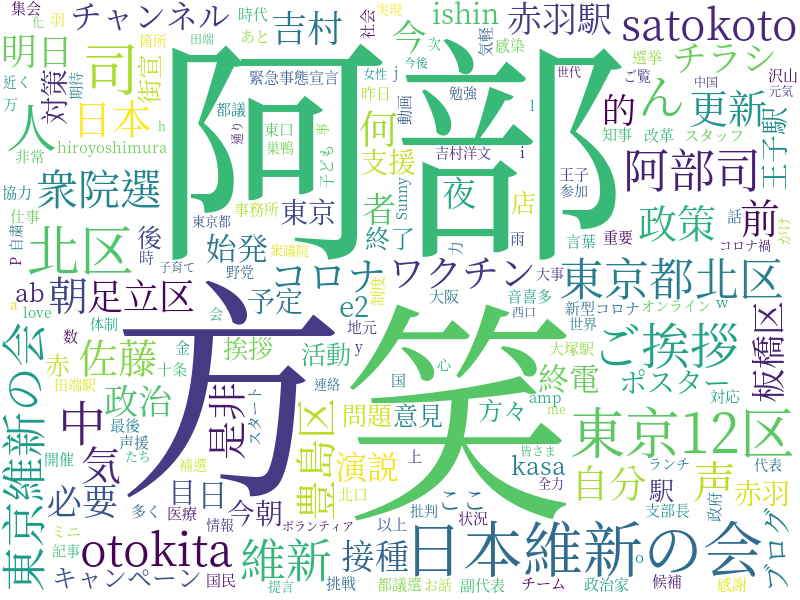 集会
化
羽
チャンネル
時代
あと
吉村
社会
実現
今後
ishin
今
次
気軽
赤羽駅
感染
satokoto
箇所
田端
緊急事態宣言
女性
j
世代
チラシ
選挙
ご覧
沢山
元気
明日
司
街宣
対策
期待
近く
万
阿部
昨日
動画
勉強
l
中国
ん
的
更新
王子駅
人
日本
都議
通り
東口
巣鴨
子ども
事
何
支援
吉村洋文
i
知事
改革
スタッフ
非常
h
hiroyoshimura
衆院選
者
Sunny
夜
店
王子
参加
阿部司
協力
仕事
事務所
東京
終了
力
雨
言葉
重要
政策
前
話
コロナ禍
かけ
自粛
P
北区
後
時
始発
東京都
子育て
野党
衆議院
コロナ
ワクチン
大事
音喜多
西口
新型コロナ
世界
オンライン
w
東京都北区
a
ab
love
朝
足立区
予定
会
e2
制度
大阪
地元
y
大塚駅
ご挨拶
板橋区
東京維新の会
赤
数
体制
佐藤
金
十条
挨拶
スタート
活動
連絡
国
心
amp
me
終電
対応
ポスター
田端駅
政治
最後
声援
たち
是非
方
笑
豊島区
問題
意見
方々
皆さま
全力
東京12区
ランチ
代表
中
気
開催
必要
目日
補選
医療
今朝
演説
北口
上
ここ
kasa
自分
声
駅
政府
赤羽
支部長
ミニ
記事
otokita
多く
情報
ボランティア
維新
接種
以上
批判
状況
日本維新の会
o
ブログ
キャンペーン
国民
提言
挑戦
都議選
お話
副代表
チーム
政治家
候補
感謝